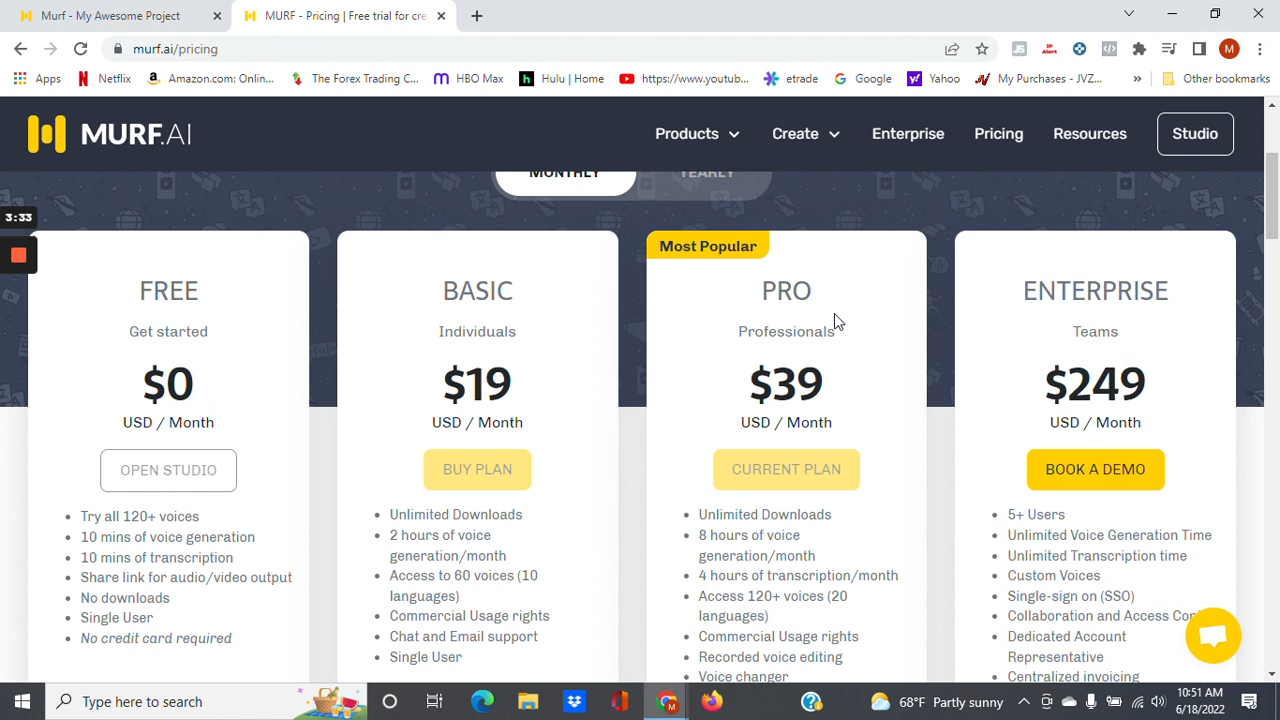 Murf - My Awesome Project
MURF - Pricing | Free trial for cre
murf.ai/pricing
M
Apps
Netflix
Amazon.com: Onlin...
The Forex Trading C...
HBO Max
Hulu | Home
https://www.youtub...
etrade
Google
Yahoo
My Purchases - JVZ...
»
Other bookmarks
MURF.AI
Products
Create
Enterprise
Pricing
Resources
Studio
MONTHLY
YEARLY
3:33
FREE
Get started
$0
USD / Month
OPEN STUDIO
• Try all 120+ voices
• 10 mins of voice generation
• 10 mins of transcription
• Share link for audio/video output
• No downloads
• Single User
• No credit card required
BASIC
Individuals
$19
USD / Month
BUY PLAN
• Unlimited Downloads
• 2 hours of voice
generation/month
• Access to 60 voices (10
languages)
• Commercial Usage rights
• Chat and Email support
• Single User
Most Popular
PRO
Professionals
$39
USD / Month
CURRENT PLAN
• Unlimited Downloads
• 8 hours of voice
generation/month
• 4 hours of transcription/month
• Access 120+ voices (20
languages)
• Commercial Usage rights
• Recorded voice editing
• Voice changer
ENTERPRISE
Teams
$249
USD / Month
BOOK A DEMO
• 5+ Users
• Unlimited Voice Generation Time
• Unlimited Transcription time
• Custom Voices
• Single-sign on (SSO)
• Collaboration and Access Con
• Dedicated Account
Representative
• Centralized invoicing
Type here to search
68°F Partly sunny
10:51 AM
6/18/2022